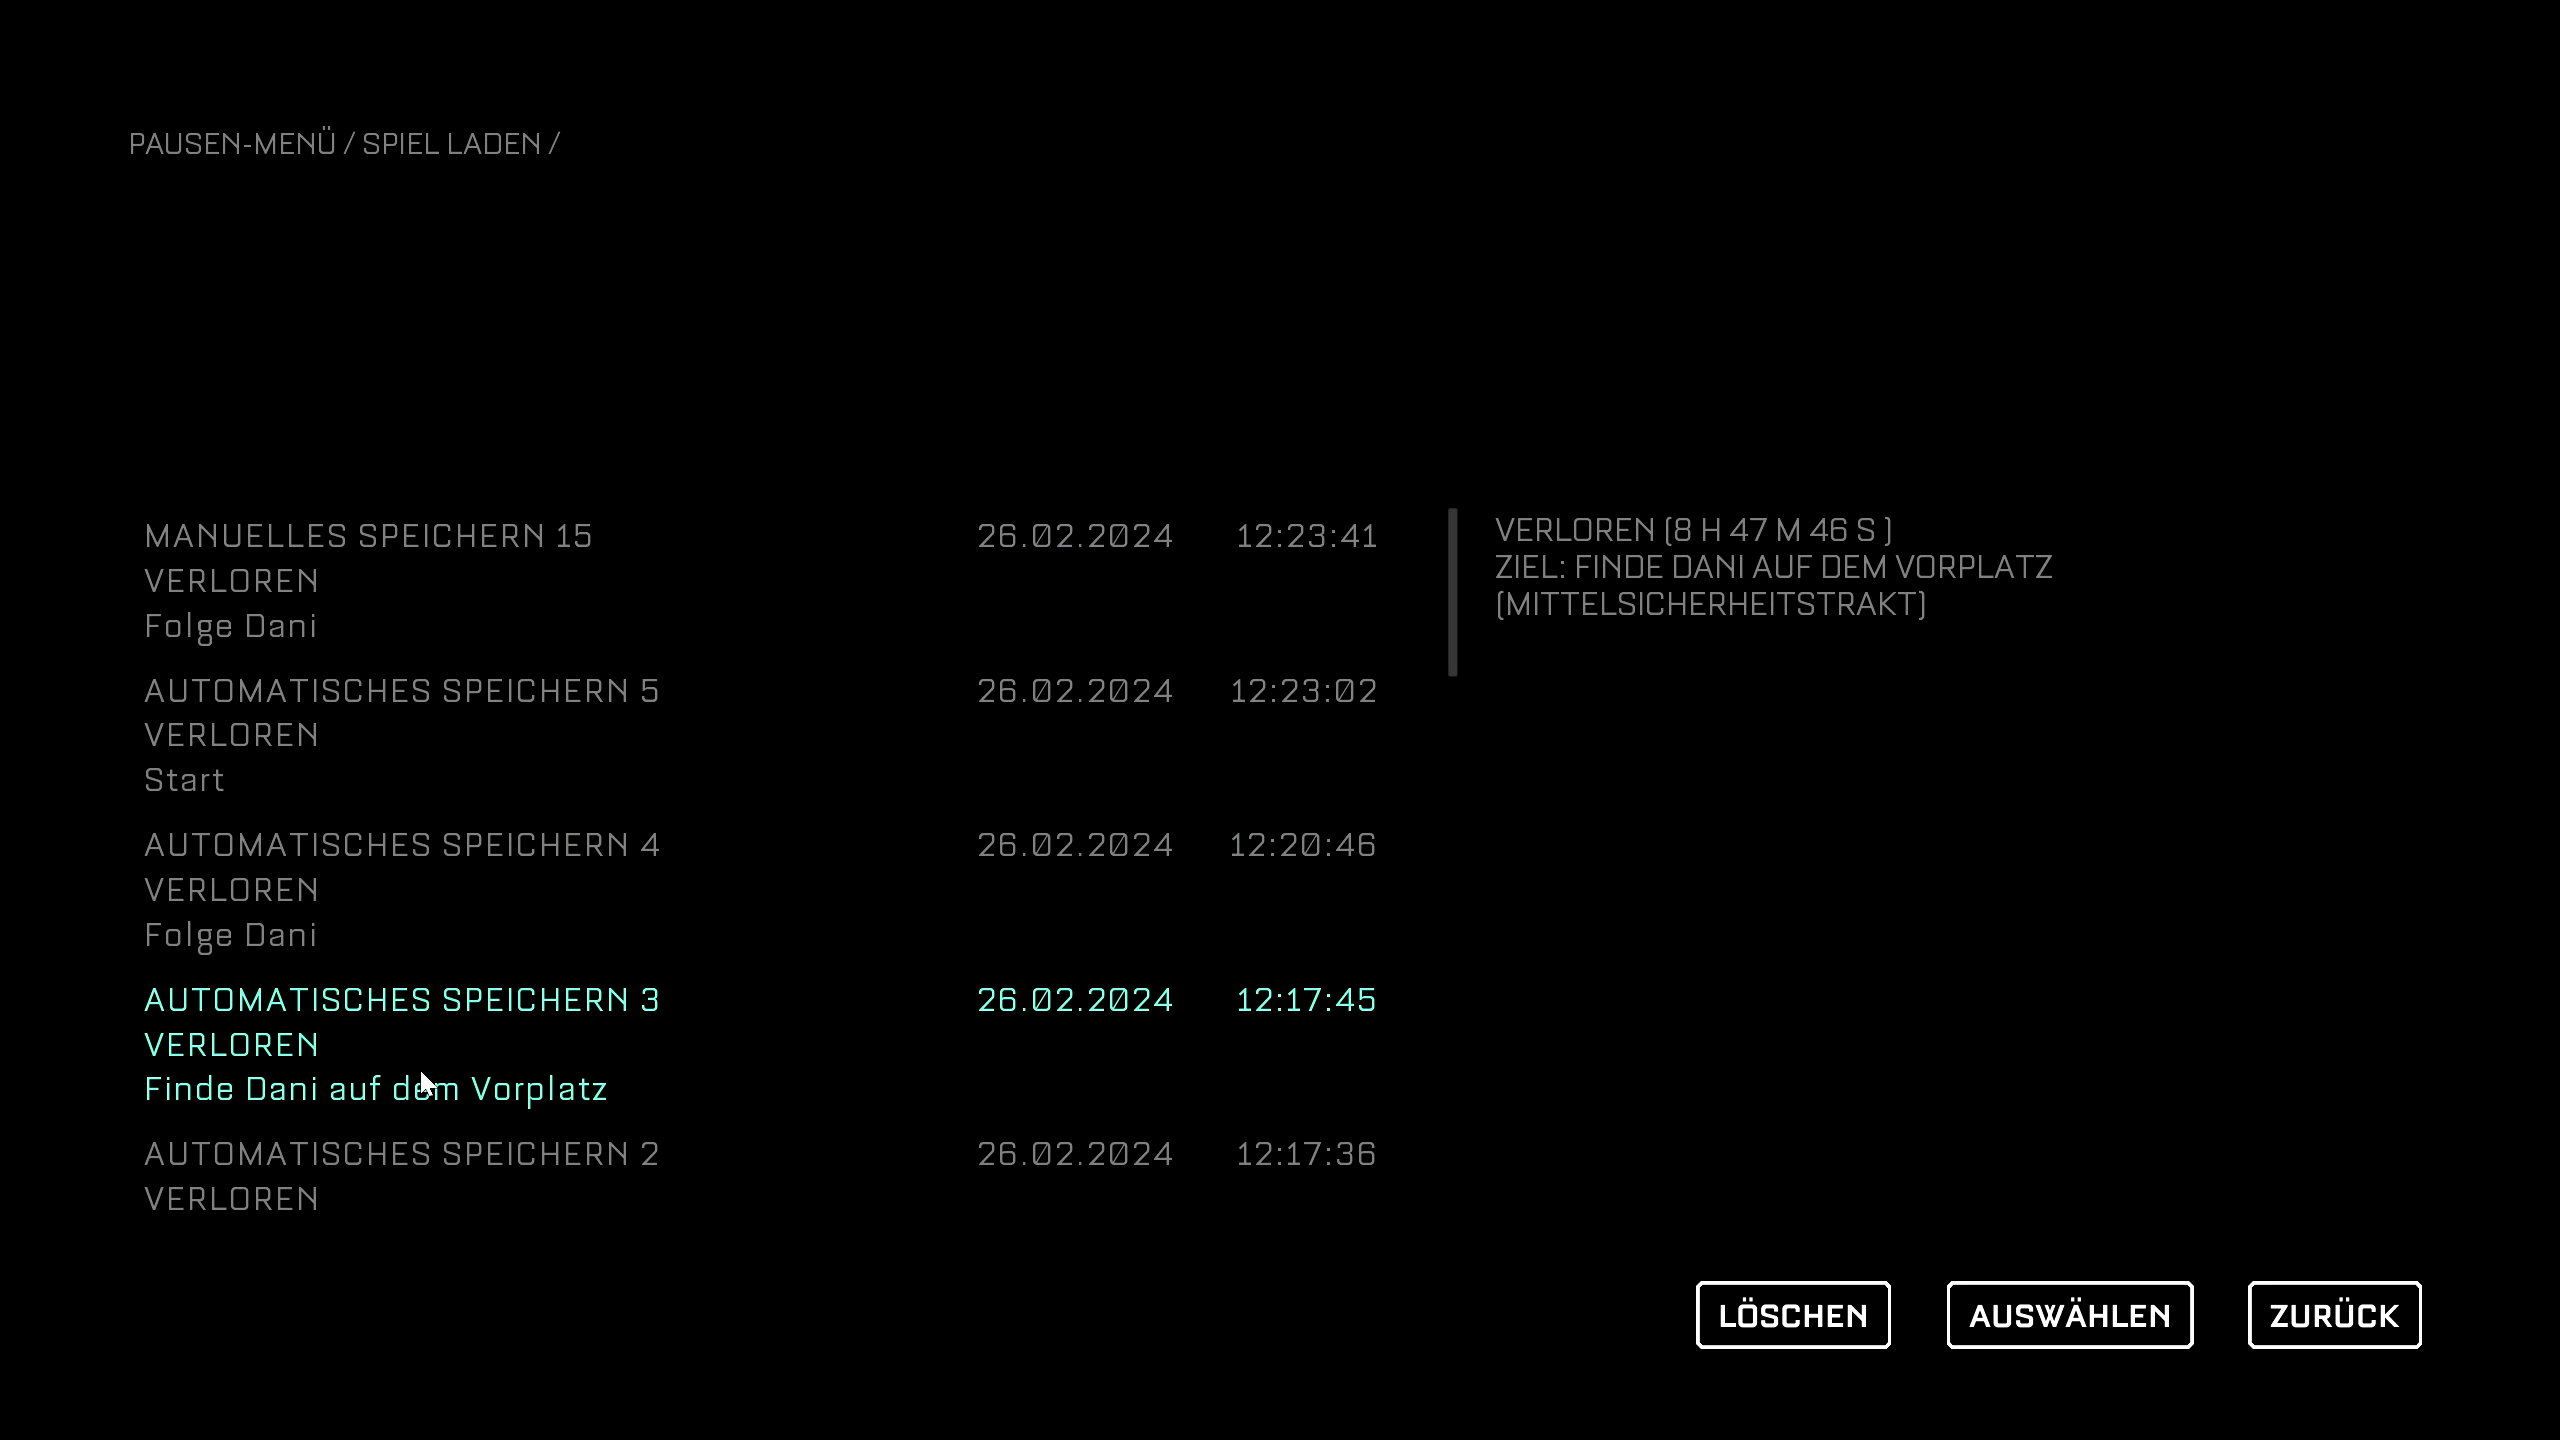 PAUSEN-MENÜ / SPIEL LADEN /
MANUELLES SPEICHERN 15 26.02.2024 12:23:41
VERLOREN
Folge Dani
AUTOMATISCHES SPEICHERN 5 26.02.2024 12:23:02
VERLOREN
Start
AUTOMATISCHES SPEICHERN 4 26.02.2024 12:20:46
VERLOREN
Folge Dani
AUTOMATISCHES SPEICHERN 3 26.02.2024 12:17:45
VERLOREN
Finde Dani auf dem Vorplatz
AUTOMATISCHES SPEICHERN 2 26.02.2024 12:17:36
VERLOREN
VERLOREN (8 H 47 M 46 S )
ZIEL: FINDE DANI AUF DEM VORPLATZ
(MITTELSICHERHEITSTRAKT)
LÖSCHEN AUSWÄHLEN ZURÜCK